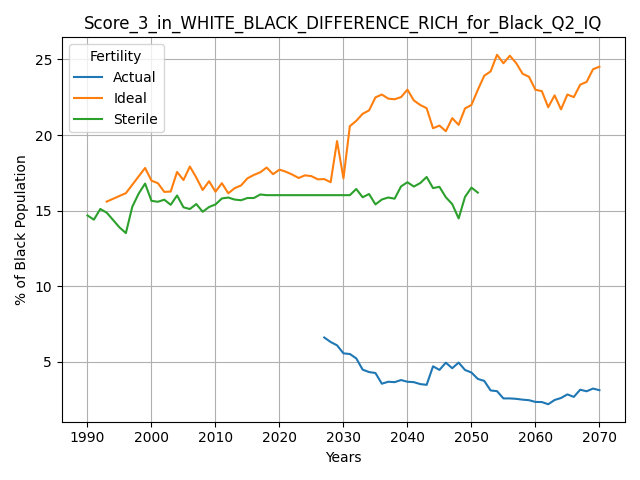 Score_3_in_WHITE_BLACK_DIFFERENCE_RICH_for_Black_Q2_IQ
Fertility
Actual
Ideal
Sterile
25
20
15
10
5
% of Black Population
1990 2000 2010 2020 2030 2040 2050 2060 2070
Years